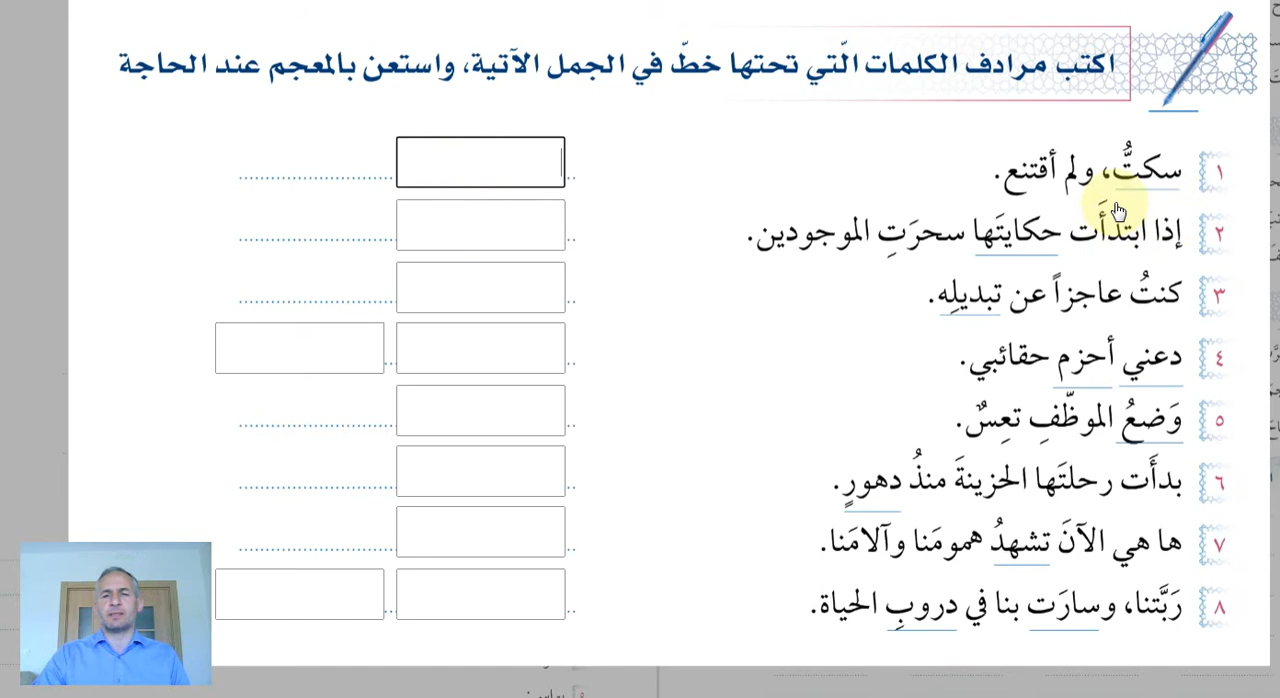 اكتب مرادف الكلمات الّتي تحتها خطّ في الجمل الآتية، واستعن بالمعجم عند الحاجة
١ سكتُّ، ولم أقتنع.
٢ إذا ابتدَأَت حكايتَها سحرَتِ الموجودين.
٣ كنتُ عاجزاً عن تبديلِه.
٤ دعني أحزم حقائبي.
٥ وَضعُ الموظّفِ تعِسٌ.
٦ بدأَت رحلتَها الحزينةَ منذُ دهورٍ.
٧ ها هي الآنَ تشهدُ همومَنا وآلامَنا.
٨ رَبَّتنا، وسارَت بنا في دروبِ الحياة.